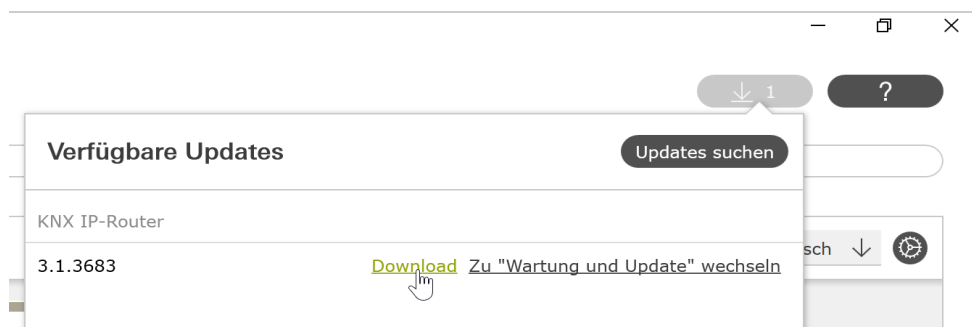 1
?
Verfügbare Updates
Updates suchen
KNX IP-Router
sch
3.1.3683
Download Zu "Wartung und Update" wechseln